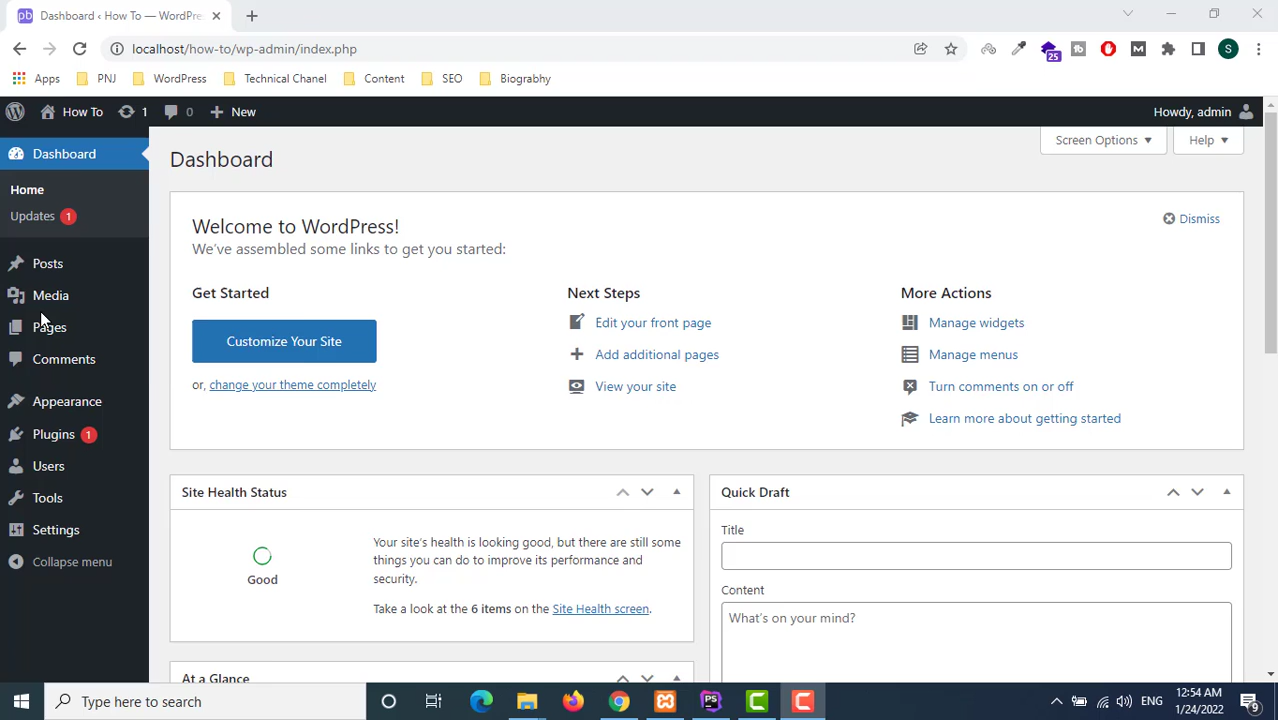 pb Dashboard ‹ How To — WordPre
localhost/how-to/wp-admin/index.php
25
M
S
Apps PNJ WordPress Technical Chanel Content SEO Biograbhy
How To 1 0 New
Howdy, admin
Dashboard
Home
Updates 1
Posts
Media
Pages
Comments
Appearance
Plugins 1
Users
Tools
Settings
Collapse menu
Dashboard
Screen Options
Help
Welcome to WordPress!
We've assembled some links to get you started:
Dismiss
Get Started
Customize Your Site
or, change your theme completely
Next Steps
Edit your front page
Add additional pages
View your site
More Actions
Manage widgets
Manage menus
Turn comments on or off
Learn more about getting started
Site Health Status
Good
Your site's health is looking good, but there are still some
things you can do to improve its performance and
security.
Take a look at the 6 items on the Site Health screen.
At a Glance
Quick Draft
Title
Content
What's on your mind?
Type here to search
PS
ENG
12:54 AM
1/24/2022
9